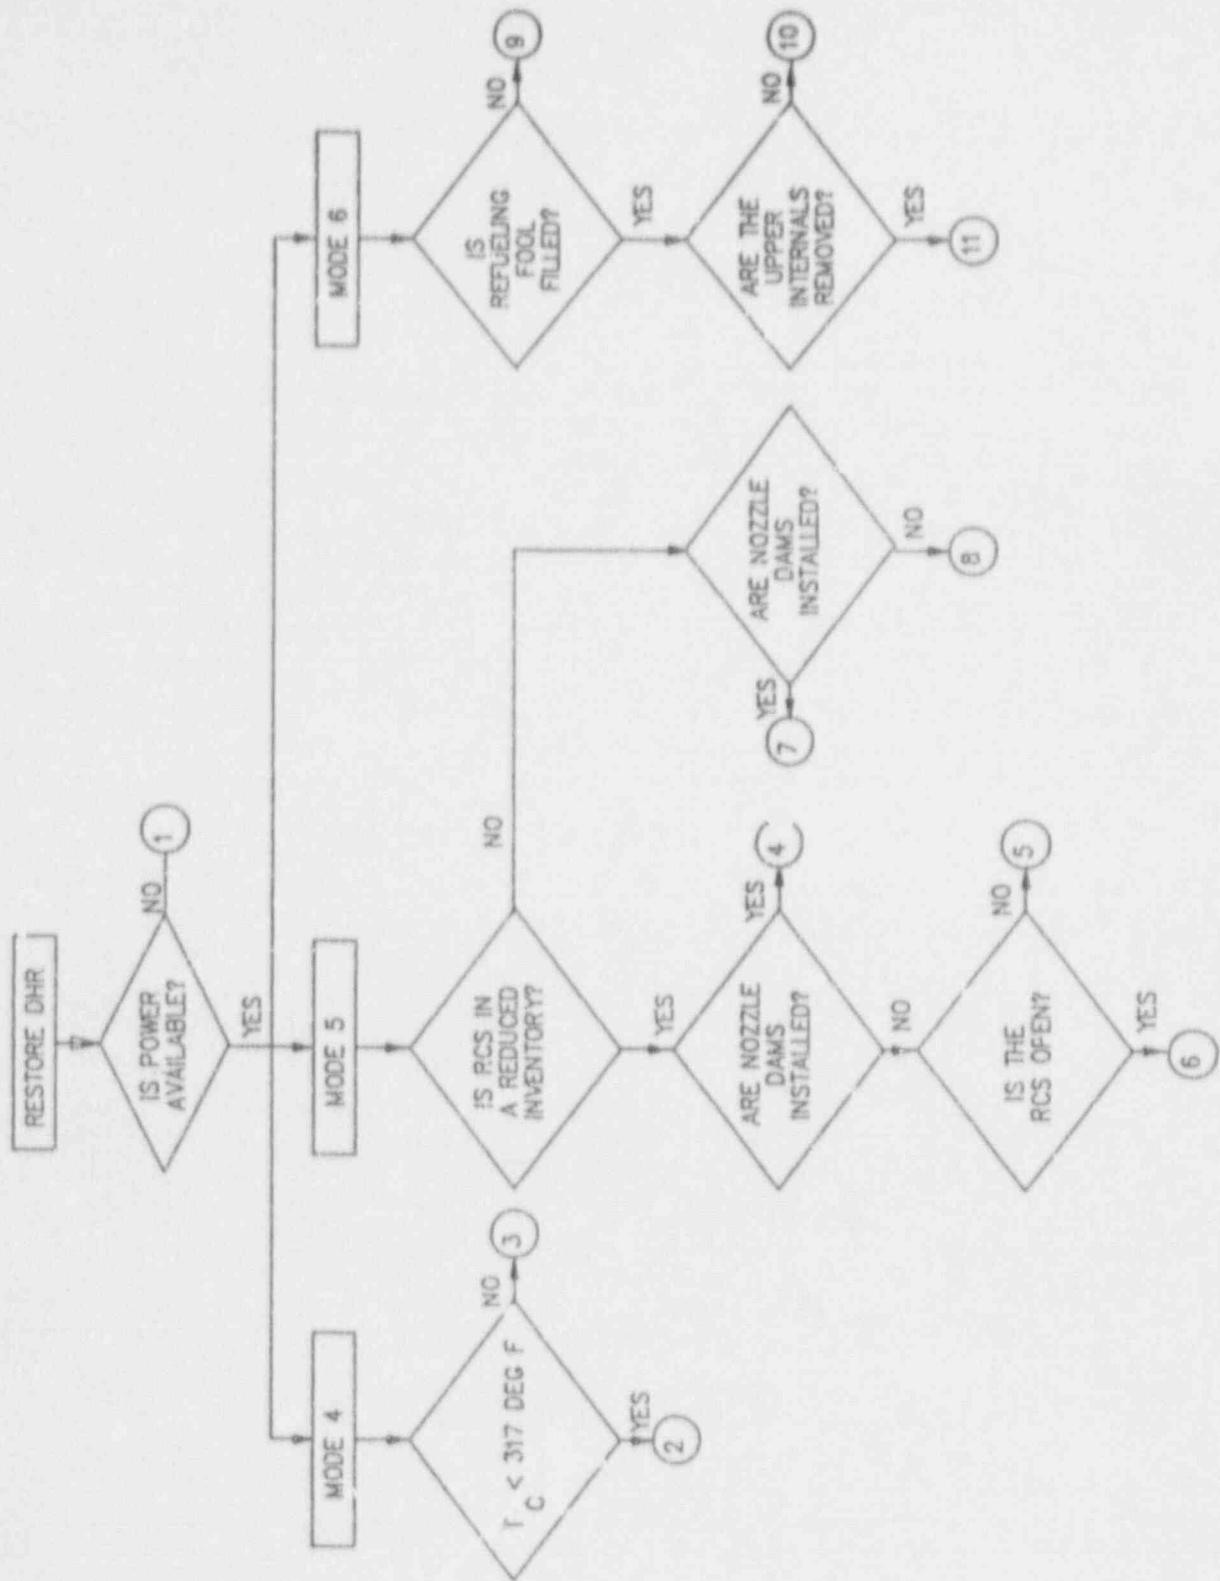 RESTORE DHR
IS POWER
AVAILABLE?
NO
1
YES
MODE 4
T C < 317 DEG F
NO
3
YES
2
MODE 5
IS RCS IN
A REDUCED
INVENTORY?
NO
YES
ARE NOZZLE
DAMS
INSTALLED?
YES
4
NO
IS THE
RCS OPEN?
NO
5
YES
6
ARE NOZZLE
DAMS
INSTALLED?
YES
7
NO
8
MODE 6
IS
REFUELING
FOOL
FILLED?
NO
9
YES
ARE THE
UPPER
INTERNALS
REMOVED?
NO
10
YES
11